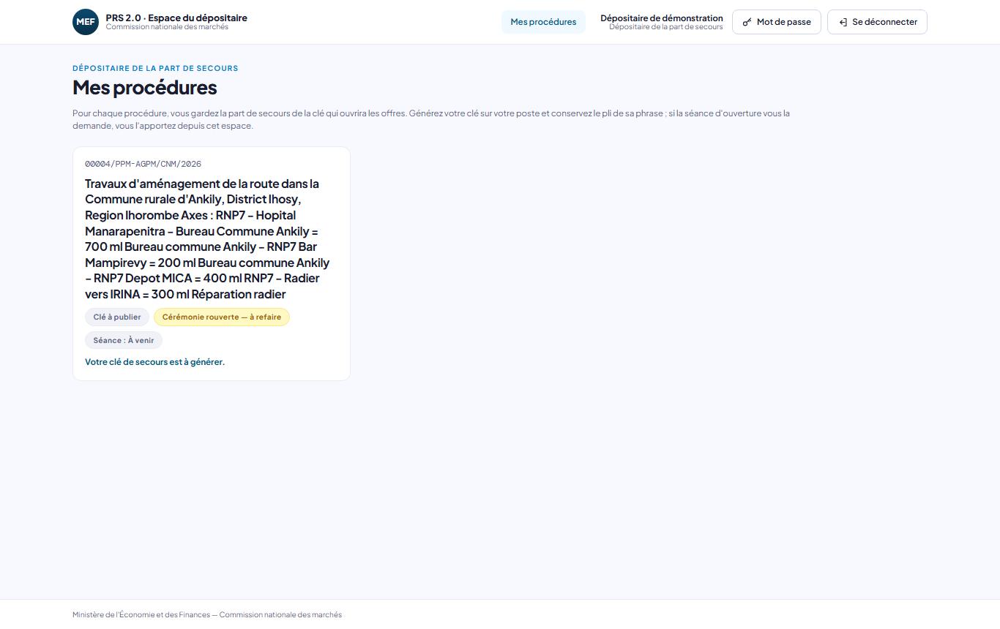 MEF
PRS 2.0 · Espace du dépositaire
Commission nationale des marchés
Mes procédures
Dépositaire de démonstration
Dépositaire de la part de secours
Mot de passe
Se déconnecter
DÉPOSITAIRE DE LA PART DE SECOURS
Mes procédures
Pour chaque procédure, vous gardez la part de secours de la clé qui ouvrira les offres. Générez votre clé sur votre poste et conservez le pli de sa phrase ; si la séance d'ouverture vous la
demande, vous l'apportez depuis cet espace.
00004/PPM-AGPM/CNM/2026
Travaux d'aménagement de la route dans la
Commune rurale d'Ankily, District Ihosy,
Region Ihorombe Axes : RNP7 - Hopital
Manarapenitra - Bureau Commune Ankily =
700 ml Bureau commune Ankily - RNP7 Bar
Mampirevy = 200 ml Bureau commune Ankily
- RNP7 Depot MICA = 400 ml RNP7 - Radier
vers IRINA = 300 ml Réparation radier
Clé à publier
Cérémonie rouverte — à refaire
Séance : À venir
Votre clé de secours est à générer.
Ministère de l'Économie et des Finances — Commission nationale des marchés